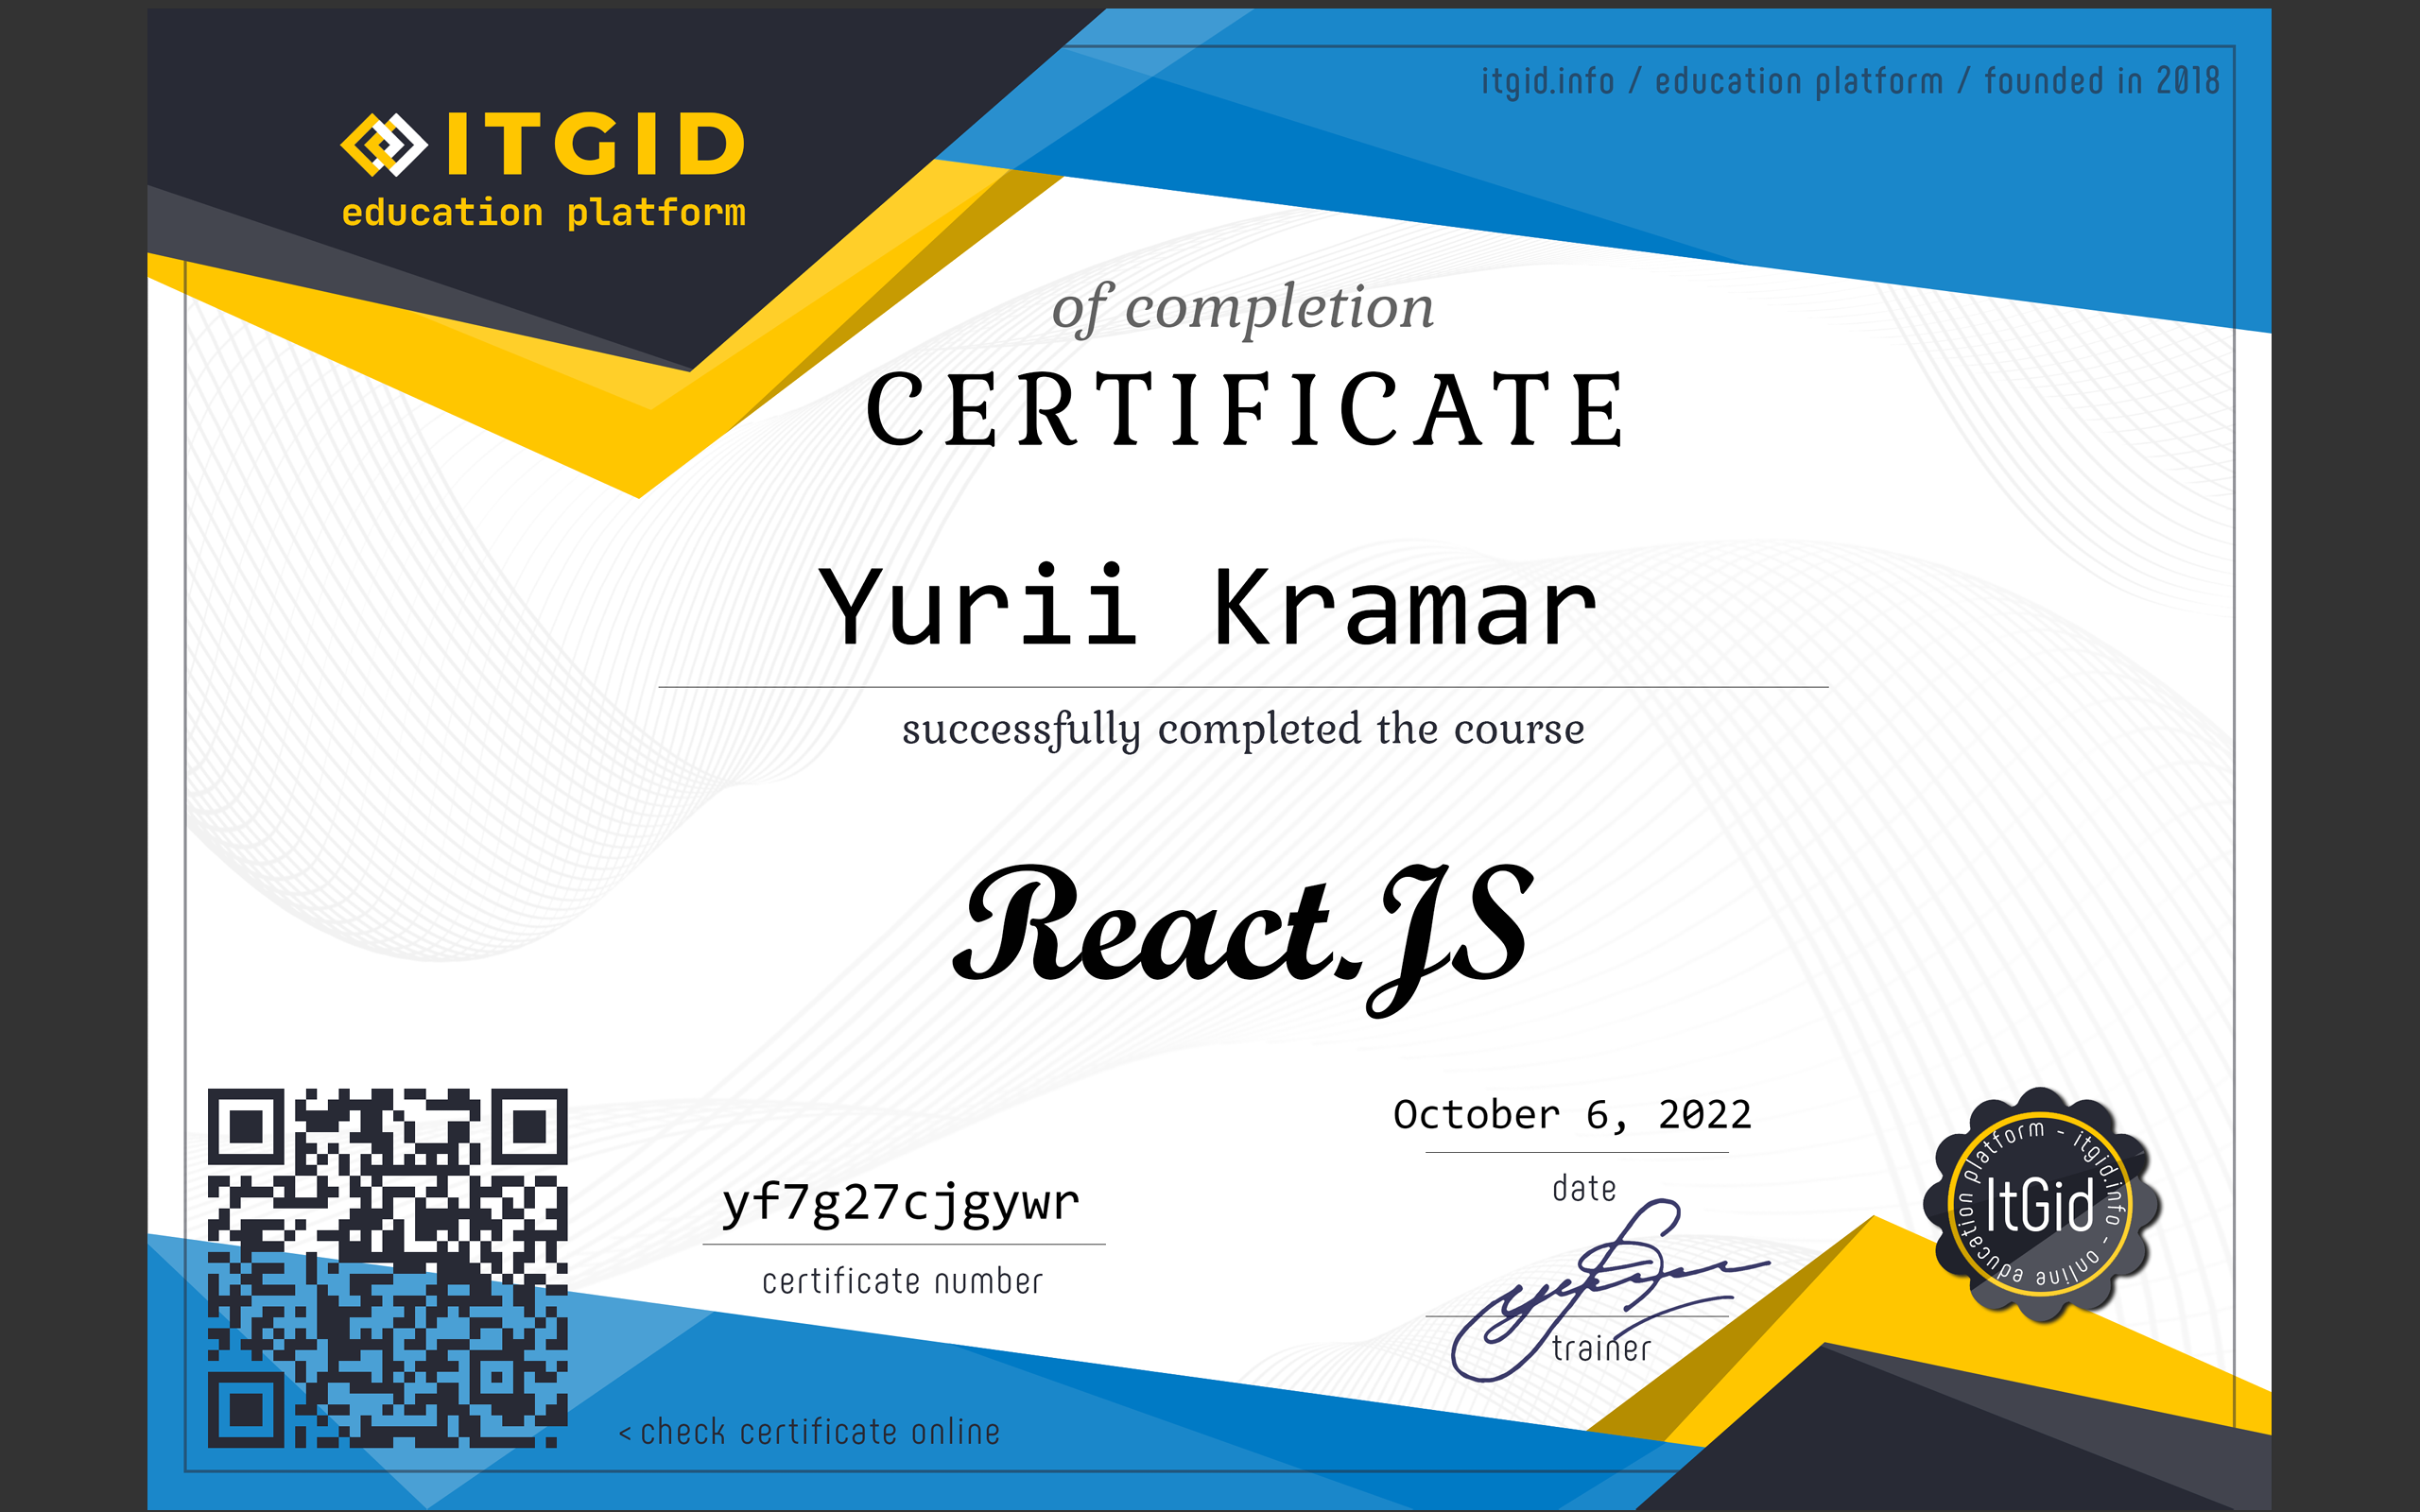 itgid.info / education platform / founded in 2018
ITGID
education platform
of completion
CERTIFICATE
Yurii Kramar
successfully completed the course
React.JS
October 6, 2022
date
yf7g27cjgywr
certificate number
trainer
< check certificate online
ItGid
itgid.info - online education platform -